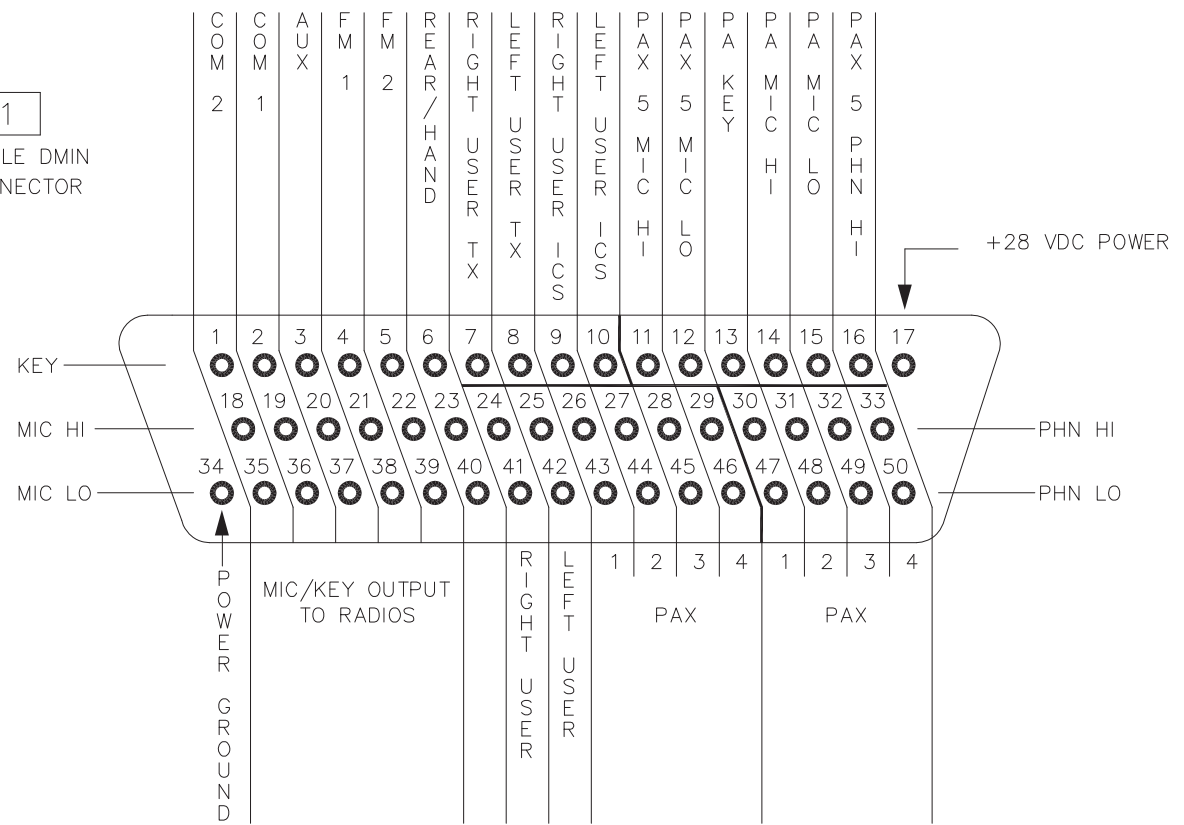 COM 2
COM 1
AUX
FM 1
FM 2
REAR/HAND
RIGHT USER TX
LEFT USER TX
RIGHT USER ICS
LEFT USER ICS
PAX 5 MIC HI
PAX 5 MIC LO
PA KEY
PA MIC HI
PA MIC LO
PAX 5 PHN HI
1
LE DMIN
NECTOR
+28 VDC POWER
1 2 3 4 5 6 7 8 9 10 11 12 13 14 15 16 17
KEY
18 19 20 21 22 23 24 25 26 27 28 29 30 31 32 33
MIC HI
PHN HI
34 35 36 37 38 39 40 41 42 43 44 45 46 47 48 49 50
MIC LO
PHN LO
POWER GROUND
MIC/KEY OUTPUT
TO RADIOS
RIGHT USER
LEFT USER
1 2 3 4
PAX
1 2 3 4
PAX